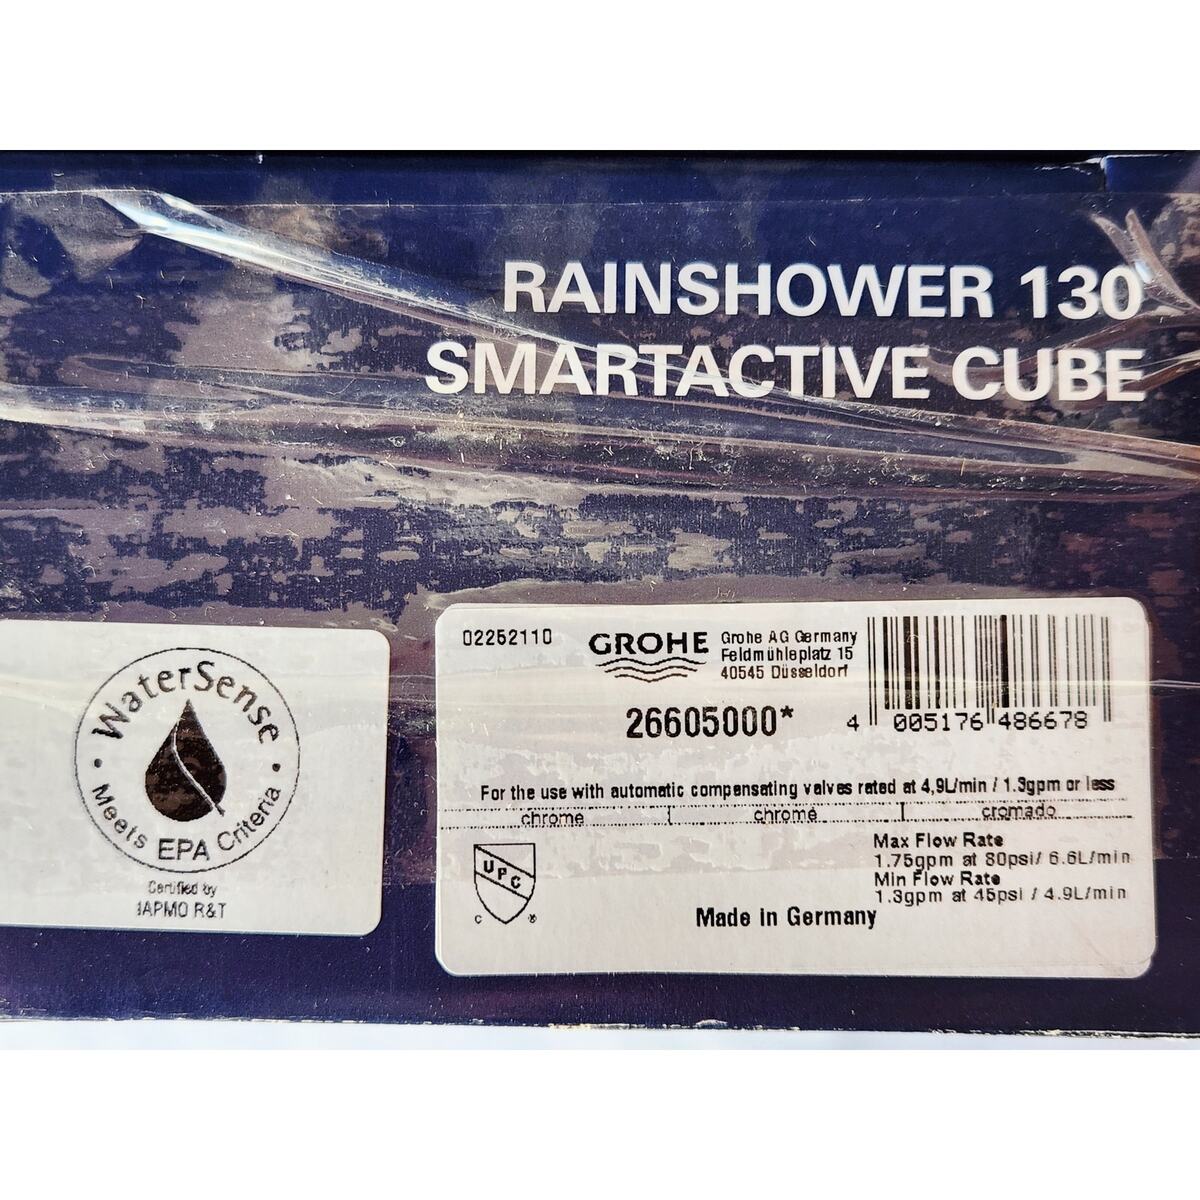 RAINSHOWER 130
SMARTACTIVE CUBE
WaterSense
Meets EPA Criteria
Certified by
IAPMO R&T
02252110
GROHE
Grohe AG Germany
Feldmühleplatz 15
40545 Düsseldorf
26605000*
4 005176 486678
For the use with automatic compensating valves rated at 4,9L/min / 1.3gpm or less
chrome chromé cromado
UPC
C ®
Max Flow Rate
1.75gpm at 80psi/ 6.6L/min
Min Flow Rate
1.3gpm at 45psi / 4.9L/min
Made in Germany